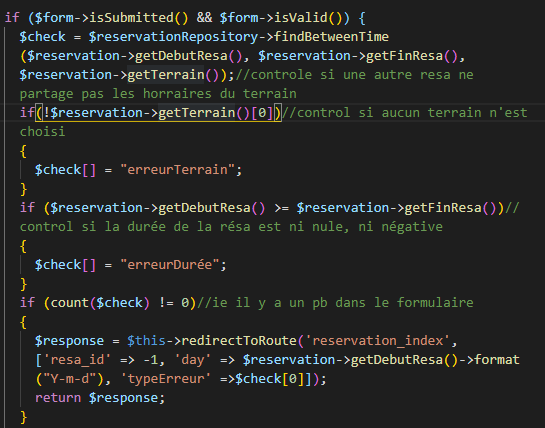 if ($form->isSubmitted() && $form->isValid()) {
$check = $reservationRepository->findBetweenTime
($reservation->getDebutResa(), $reservation->getFinResa(),
$reservation->getTerrain());//controle si une autre resa ne
partage pas les horraires du terrain
if(!$reservation->getTerrain()[0])//control si aucun terrain n'est
choisi
{
$check[] = "erreurTerrain";
}
if ($reservation->getDebutResa() >= $reservation->getFinResa())//
control si la durée de la résa est ni nule, ni négative
{
$check[] = "erreurDurée";
}
if (count($check) != 0)//ie il y a un pb dans le formulaire
{
$response = $this->redirectToRoute('reservation_index',
['resa_id' => -1, 'day' => $reservation->getDebutResa()->format
("Y-m-d"), 'typeErreur' =>$check[0]]);
return $response;
}